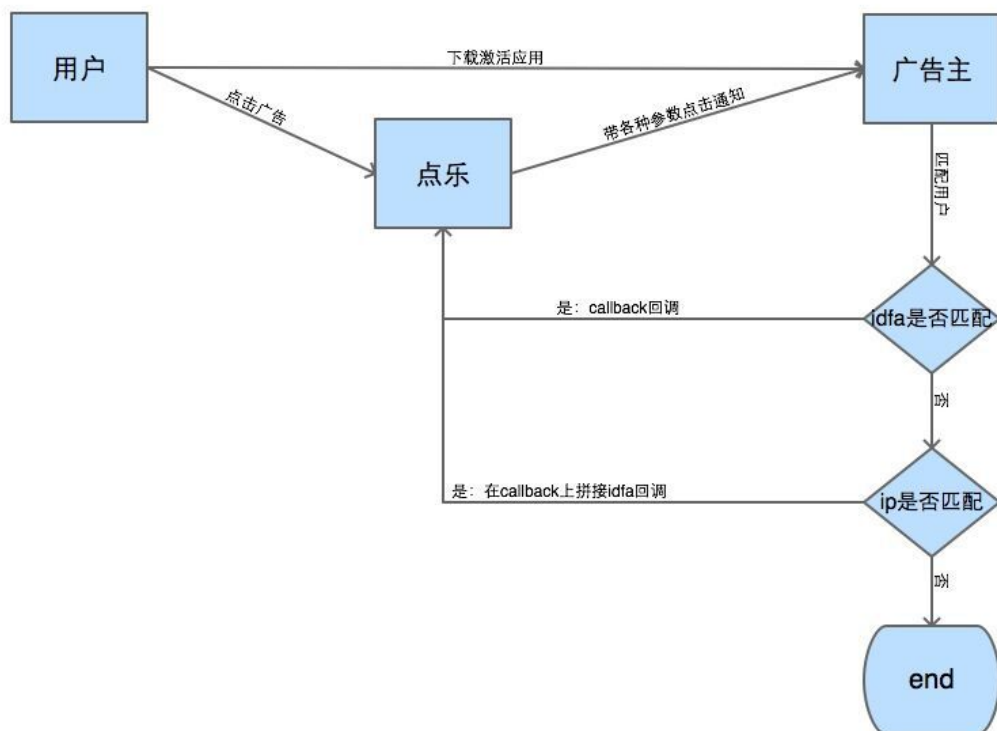 用户
下载激活应用
广告主
点击广告
带各种参数点击通知
点乐
匹配用户
是：callback回调
idfa是否匹配
否
是：在callback上拼接idfa回调
ip是否匹配
否
end